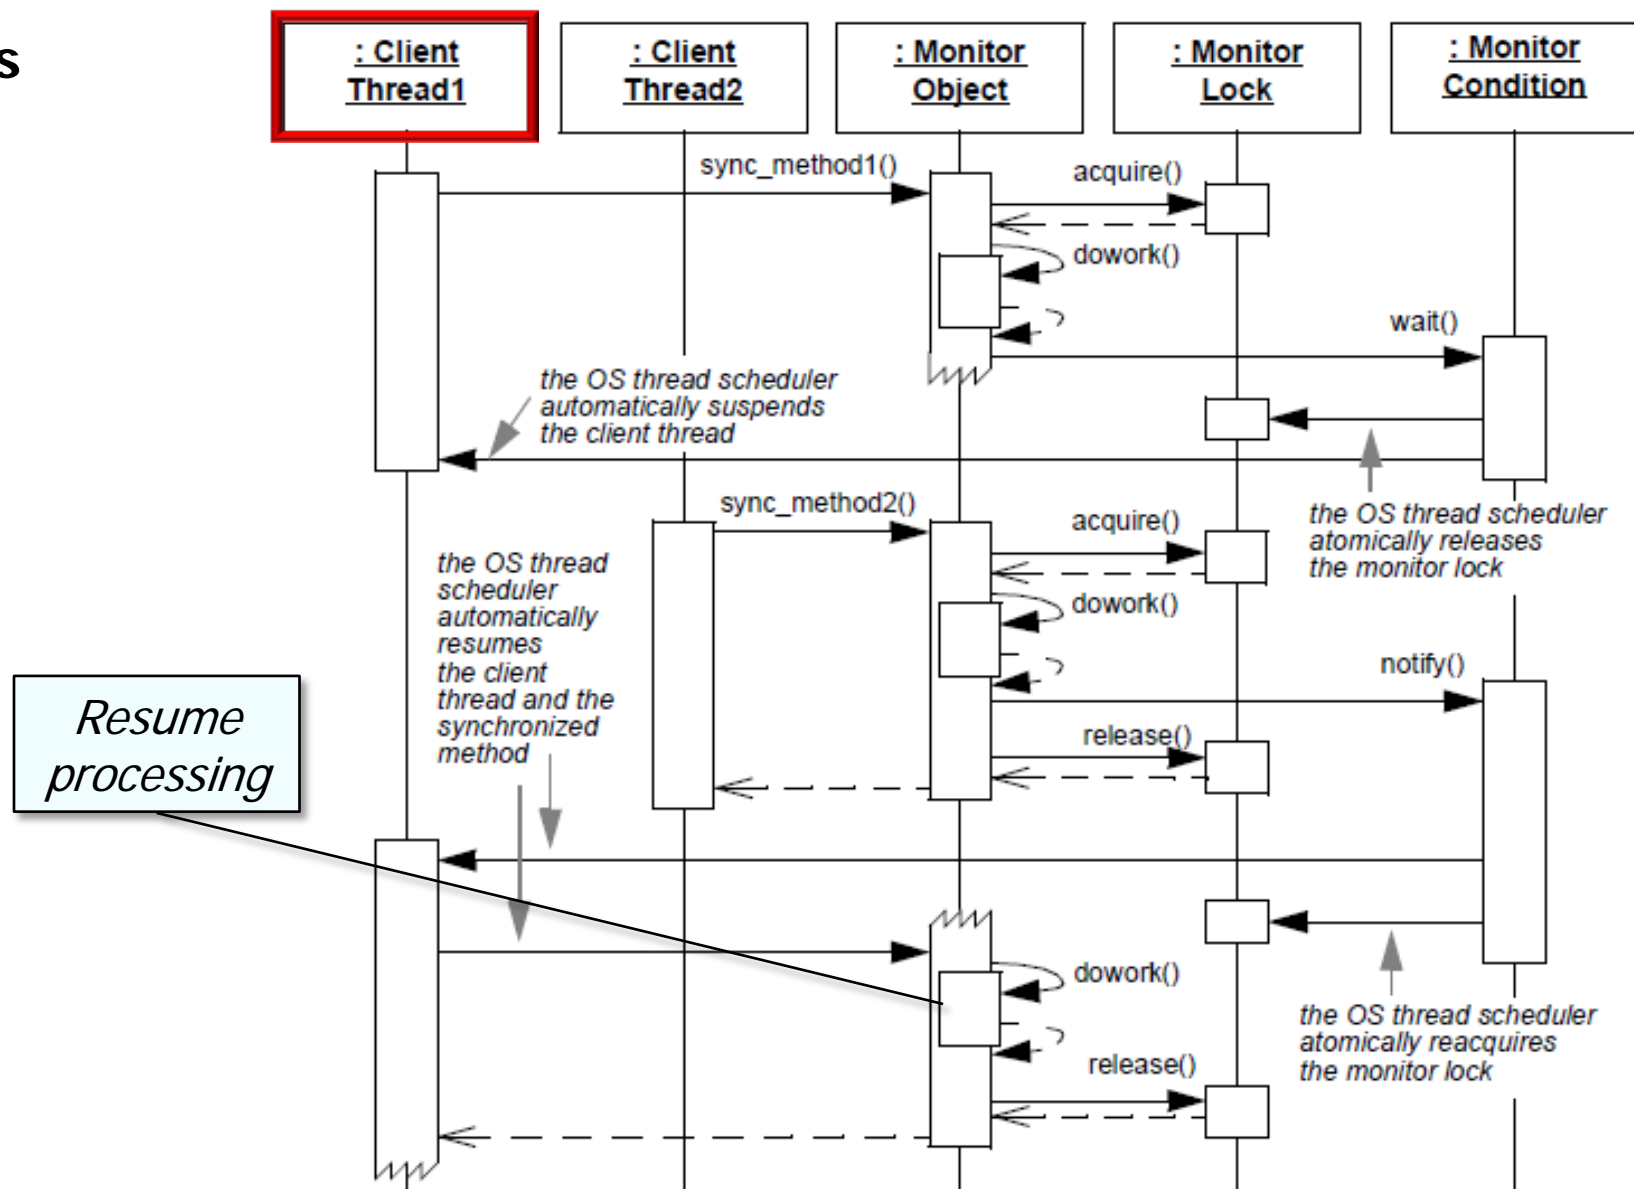 s
: Client
Thread1
: Client
Thread2
: Monitor
Object
: Monitor
Lock
: Monitor
Condition
sync_method1()
acquire()
dowork()
wait()
the OS thread scheduler
automatically suspends
the client thread
the OS thread scheduler
atomically releases
the monitor lock
sync_method2()
acquire()
dowork()
the OS thread
scheduler
automatically
resumes
the client
thread and the
synchronized
method
notify()
release()
Resume
processing
dowork()
the OS thread scheduler
atomically reacquires
the monitor lock
release()